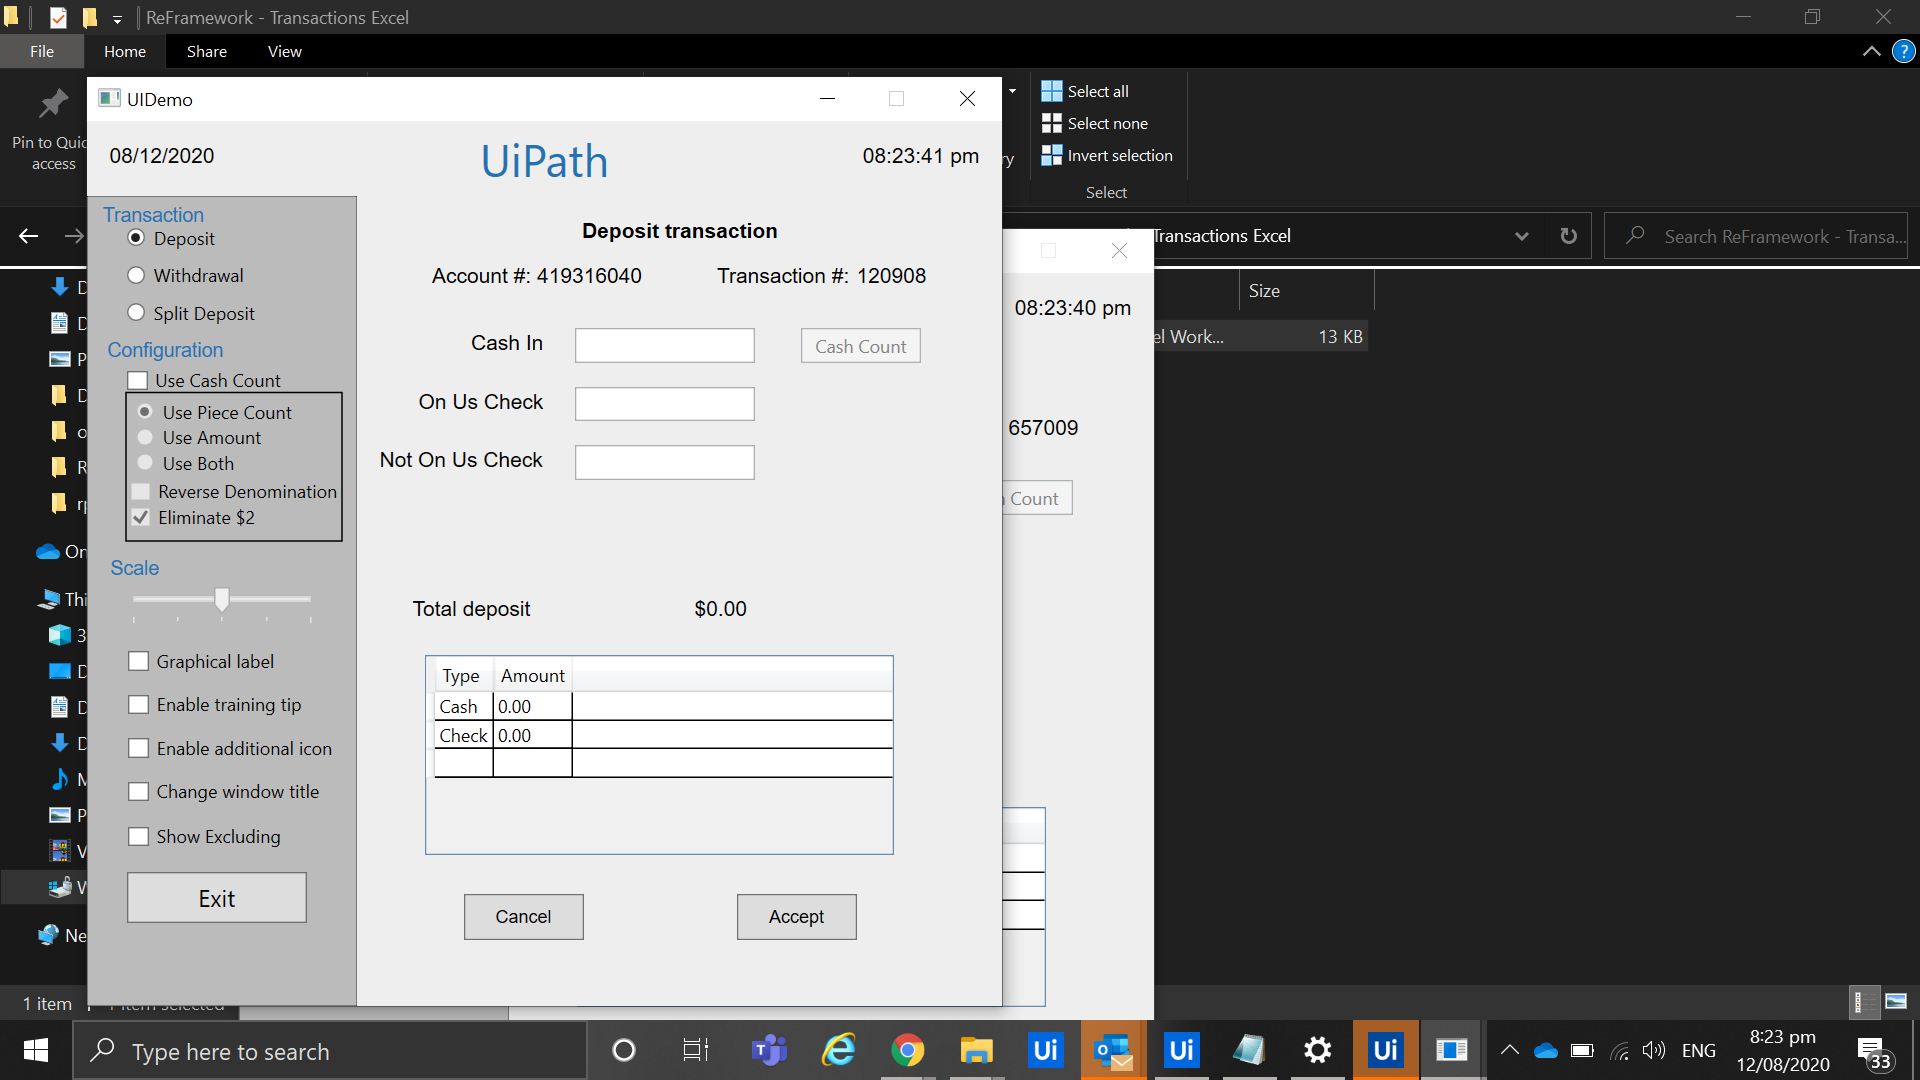 ReFramework - Transactions Excel
File Home Share View
Select all
Select none
Invert selection
Select
Pin to Quic
access
UIDemo
08/12/2020
UiPath
08:23:41 pm
Transactions Excel
Search ReFramework - Transa...
Size
13 KB
08:23:40 pm
657009
Count
Transaction
Deposit
Withdrawal
Split Deposit
Configuration
Use Cash Count
Use Piece Count
Use Amount
Use Both
Reverse Denomination
Eliminate $2
Scale
Graphical label
Enable training tip
Enable additional icon
Change window title
Show Excluding
Exit
Deposit transaction
Account #: 419316040 Transaction #: 120908
Cash In Cash Count
On Us Check
Not On Us Check
Total deposit $0.00
Type Amount
Cash 0.00
Check 0.00
Cancel Accept
1 item
Type here to search
ENG
8:23 pm
12/08/2020
33